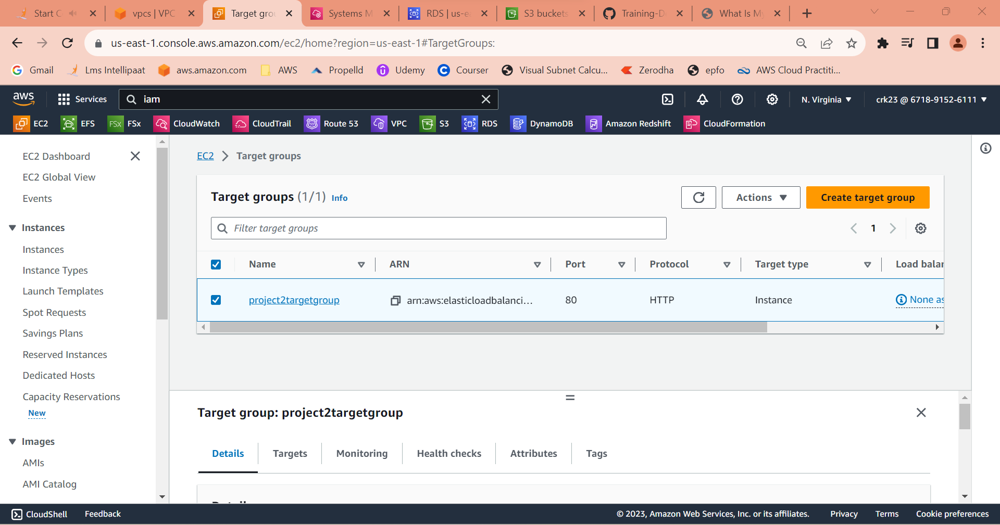 Start C
vpcs | VPC
Target gro
Systems M
RDS | us-ea
S3 buckets
Training-D
What Is My
us-east-1.console.aws.amazon.com/ec2/home?region=us-east-1#TargetGroups:
Gmail
Lms Intellipaat
aws.amazon.com
AWS
Propelld
Udemy
Courser
Visual Subnet Calcu...
Zerodha
epfo
AWS Cloud Practiti...
aws
Services
iam
N. Virginia
crk23 @ 6718-9152-6111
EC2
EFS
FSx
FSx
CloudWatch
CloudTrail
53
Route 53
VPC
S3
RDS
DynamoDB
Amazon Redshift
CloudFormation
EC2 Dashboard
EC2 Global View
Events
Instances
Instances
Instance Types
Launch Templates
Spot Requests
Savings Plans
Reserved Instances
Dedicated Hosts
Capacity Reservations
New
Images
AMIs
AMI Catalog
EC2
Target groups
Target groups (1/1) Info
Actions
Create target group
Filter target groups
1
Name
ARN
Port
Protocol
Target type
Load balan
project2targetgroup
arn:aws:elasticloadbalanci...
80
HTTP
Instance
None as
Target group: project2targetgroup
Details
Targets
Monitoring
Health checks
Attributes
Tags
Details
CloudShell
Feedback
© 2023, Amazon Web Services, Inc. or its affiliates.
Privacy
Terms
Cookie preferences